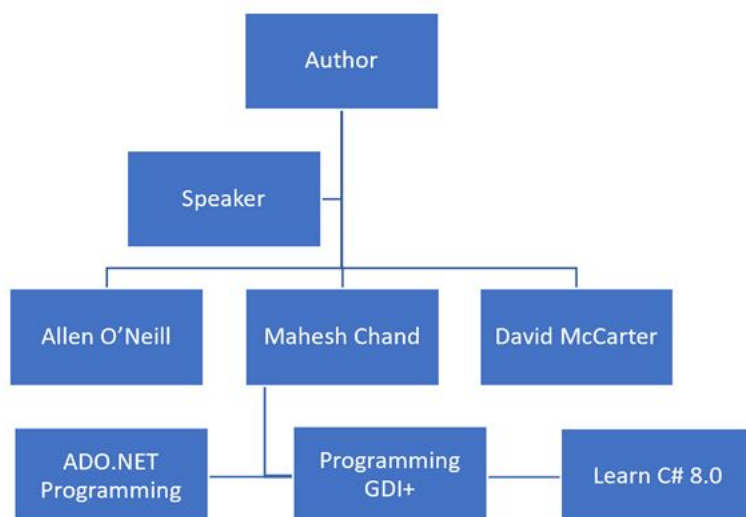 Author
Speaker
Allen O’Neill
Mahesh Chand
David McCarter
ADO.NET
Programming
Programming
GDI+
Learn C# 8.0